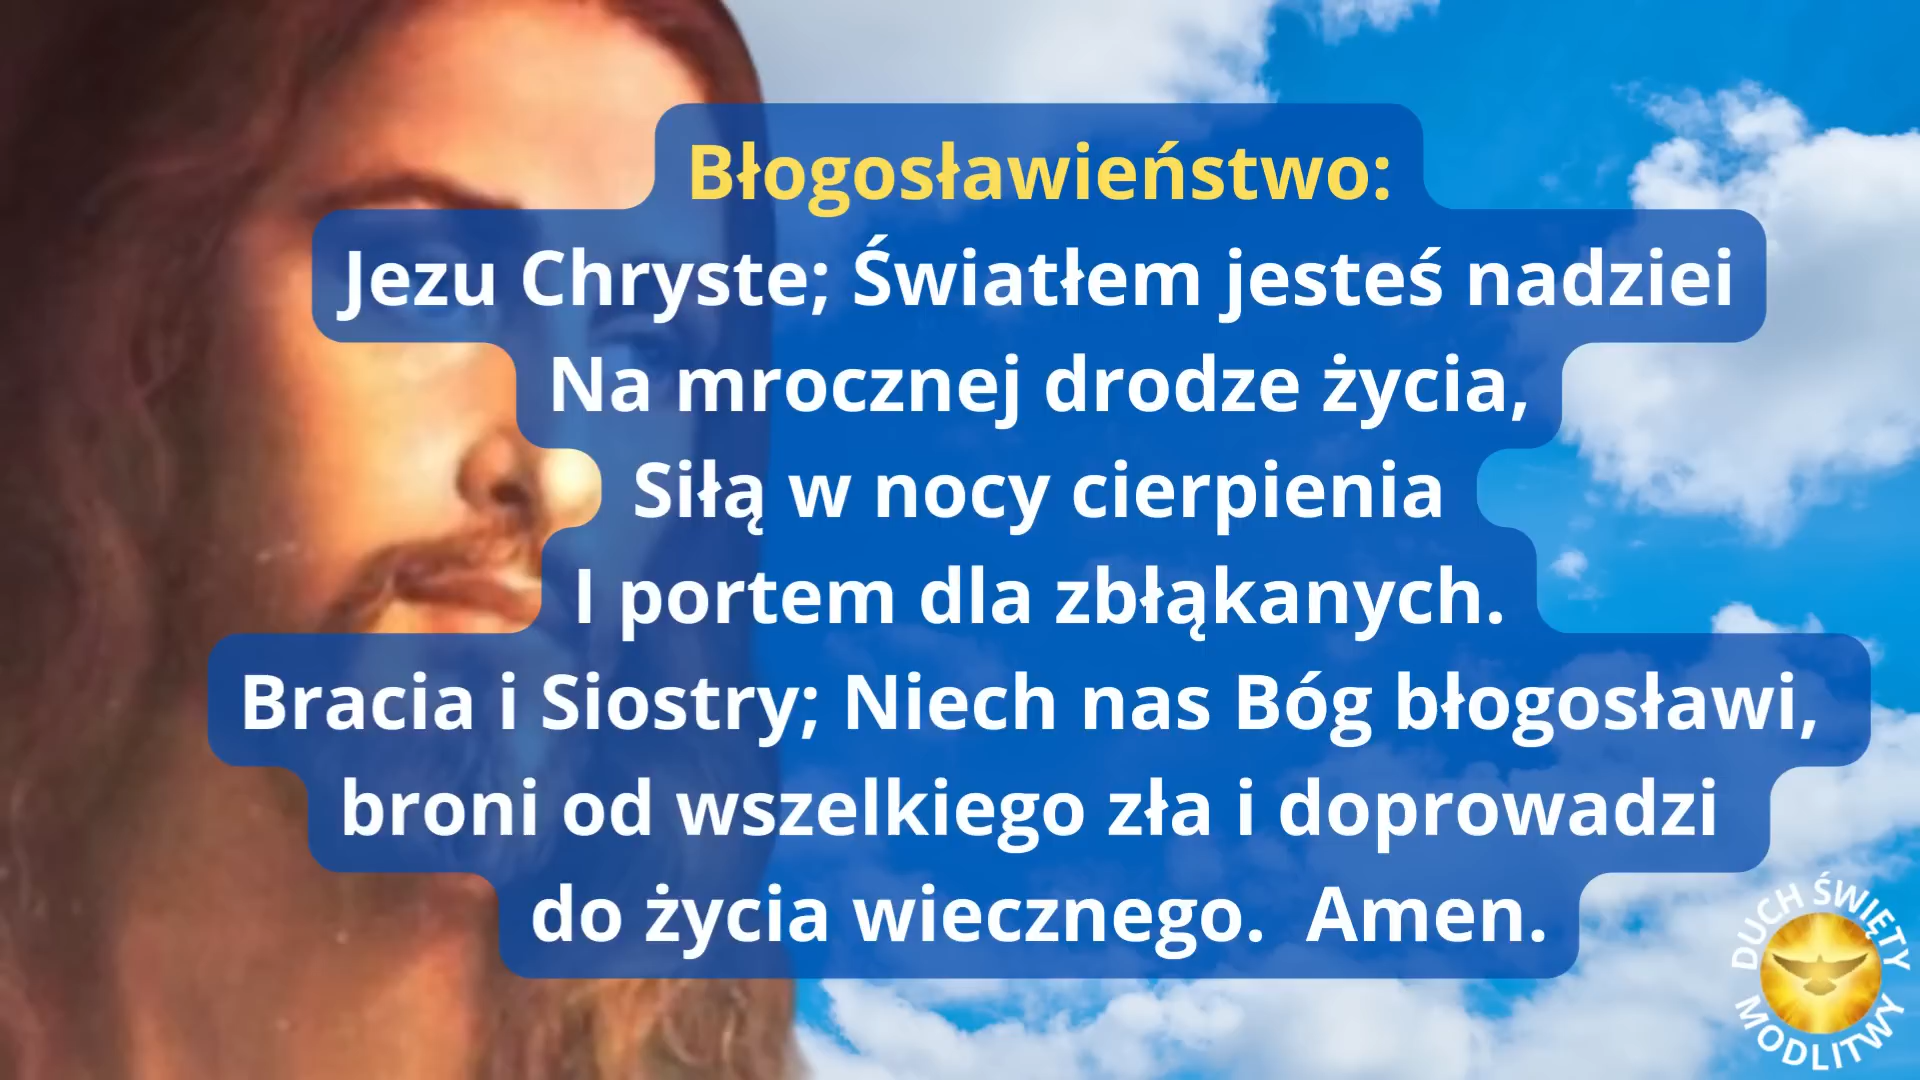 Błogosławieństwo:
Jezu Chryste; Światłem jesteś nadziei
Na mrocznej drodze życia,
Siłą w nocy cierpienia
I portem dla zbłąkanych.
Bracia i Siostry; Niech nas Bóg błogosławi,
broni od wszelkiego zła i doprowadzi
do życia wiecznego.  Amen.
DUCH ŚWIĘTY
MODLITWY